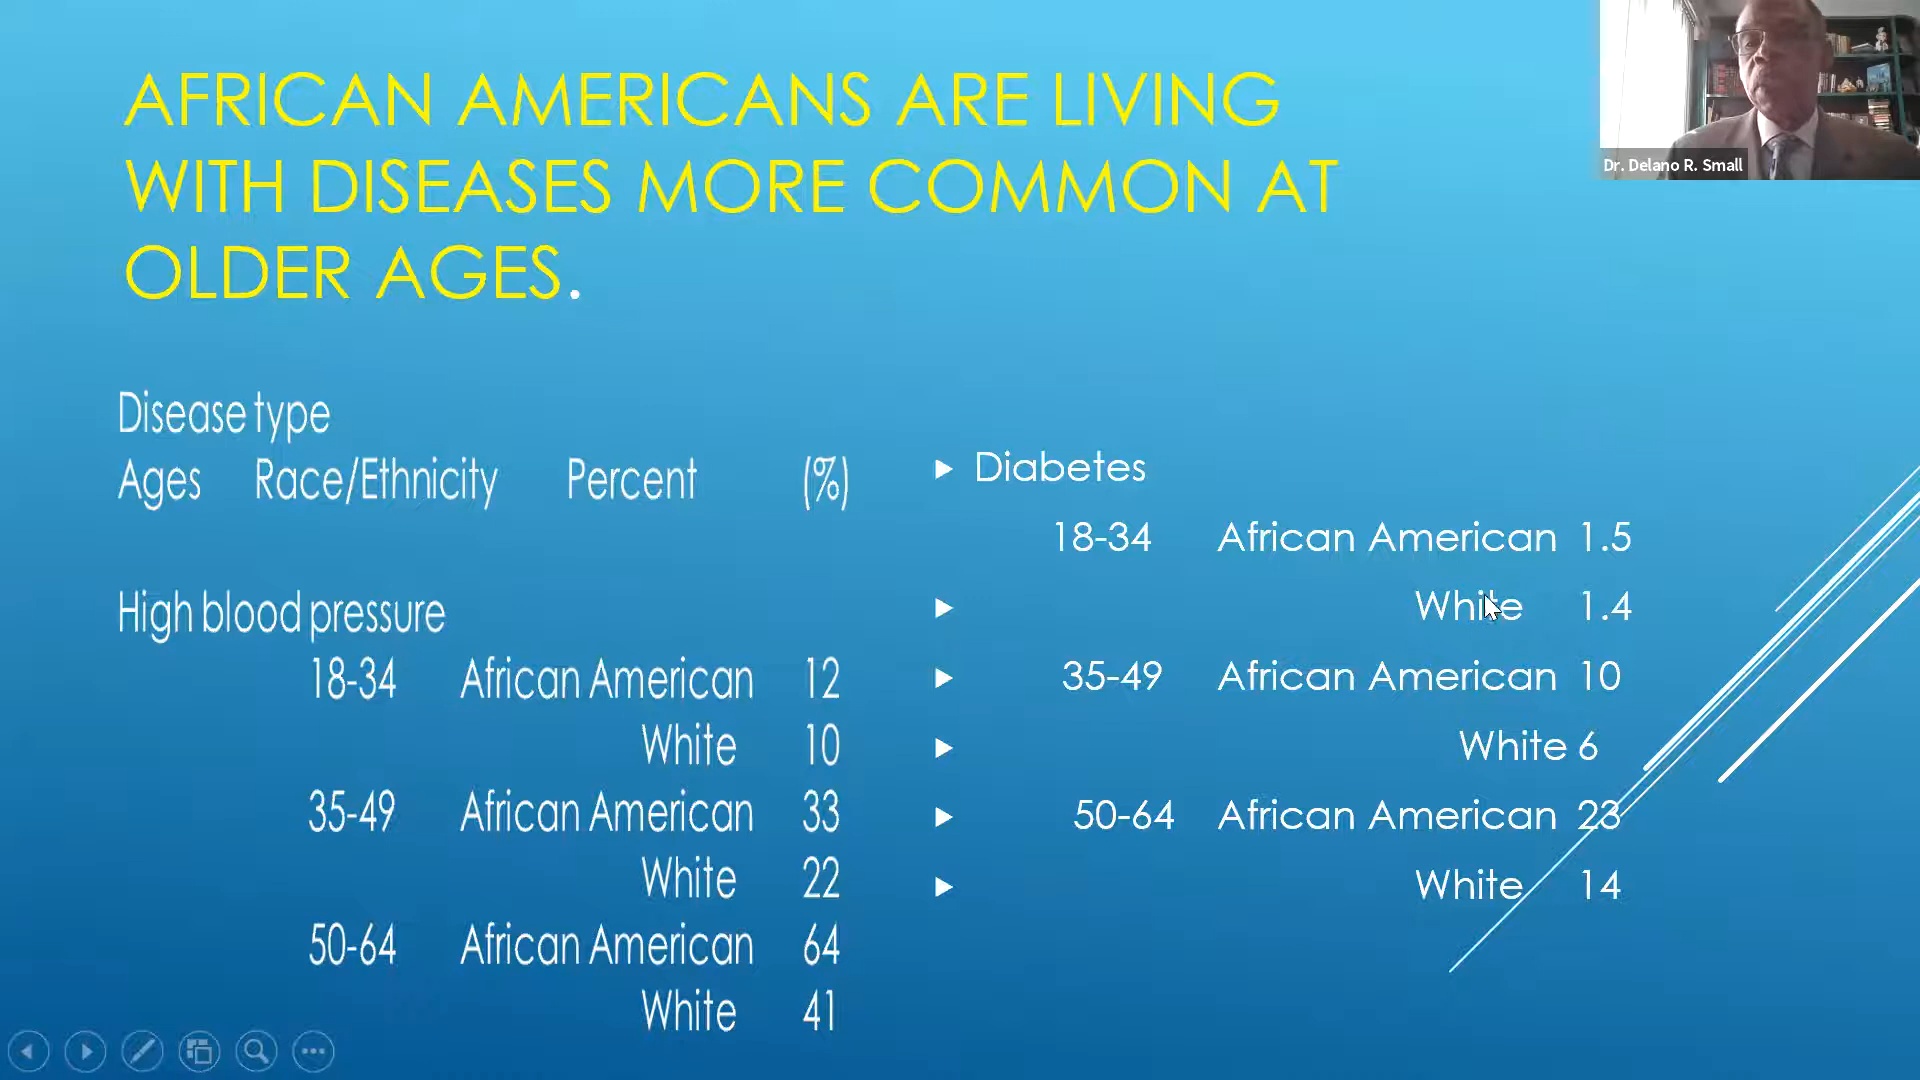 AFRICAN AMERICANS ARE LIVING
WITH DISEASES MORE COMMON AT
OLDER AGES.
Dr. Delano R. Small
Disease type
Ages Race/Ethnicity Percent (%)
High blood pressure
18-34 African American 12
White 10
35-49 African American 33
White 22
50-64 African American 64
White 41
Diabetes
18-34 African American 1.5
White 1.4
35-49 African American 10
White 6
50-64 African American 23
White 14